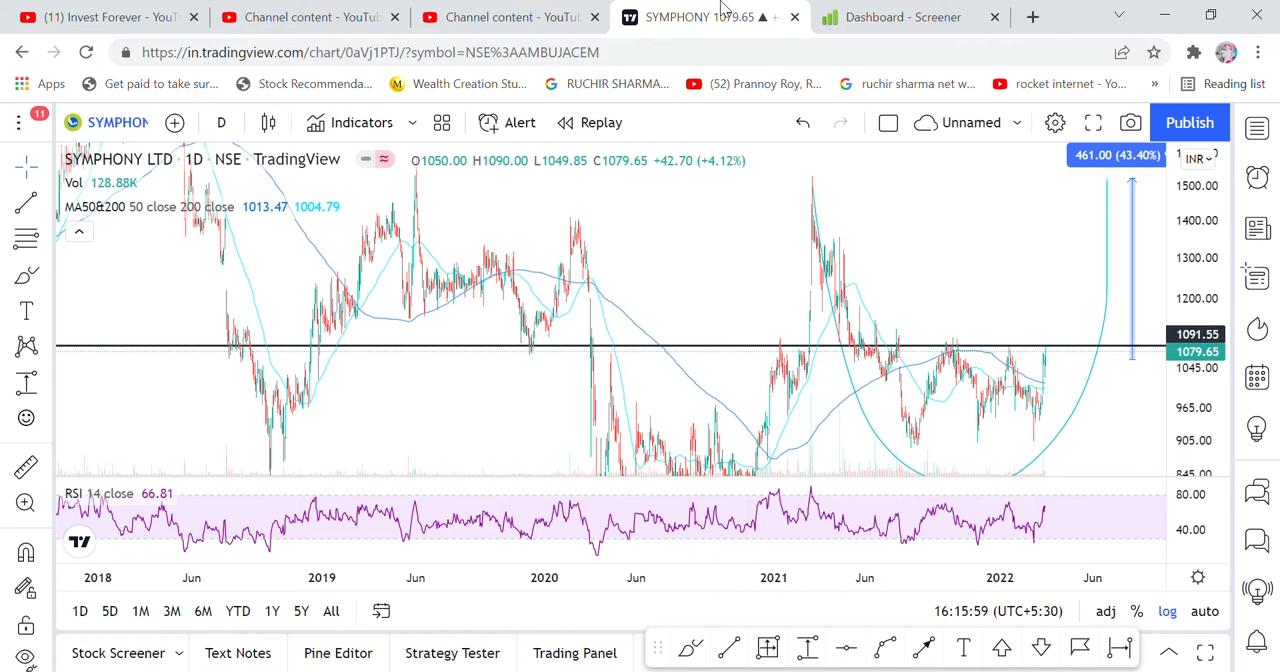 (11) Invest Forever - YouT
Channel content - YouTub
Channel content - YouTub
SYMPHONY 1079.65 ▲ +
Dashboard - Screener
https://in.tradingview.com/chart/0aVj1PTJ/?symbol=NSE%3AAMBUJACEM
Apps
Get paid to take sur...
Stock Recommenda...
Wealth Creation Stu...
RUCHIR SHARMA...
(52) Prannoy Roy, R...
ruchir sharma net w...
rocket internet - Yo...
»
Reading list
11
SYMPHON
D
Indicators
Alert
Replay
Unnamed
Publish
SYMPHONY LTD · 1D · NSE · TradingView
O1050.00 H1090.00 L1049.85 C1079.65 +42.70 (+4.12%)
Vol 128.88K
MA50&200 50 close 200 close 1013.47 1004.79
461.00 (43.40%)
INR
1500.00
1400.00
1300.00
1200.00
1091.55
1079.65
1045.00
965.00
905.00
845.00
RSI 14 close 66.81
80.00
40.00
2018 Jun 2019 Jun 2020 Jun 2021 Jun 2022 Jun
1D 5D 1M 3M 6M YTD 1Y 5Y All
16:15:59 (UTC+5:30)
adj % log auto
Stock Screener
Text Notes
Pine Editor
Strategy Tester
Trading Panel